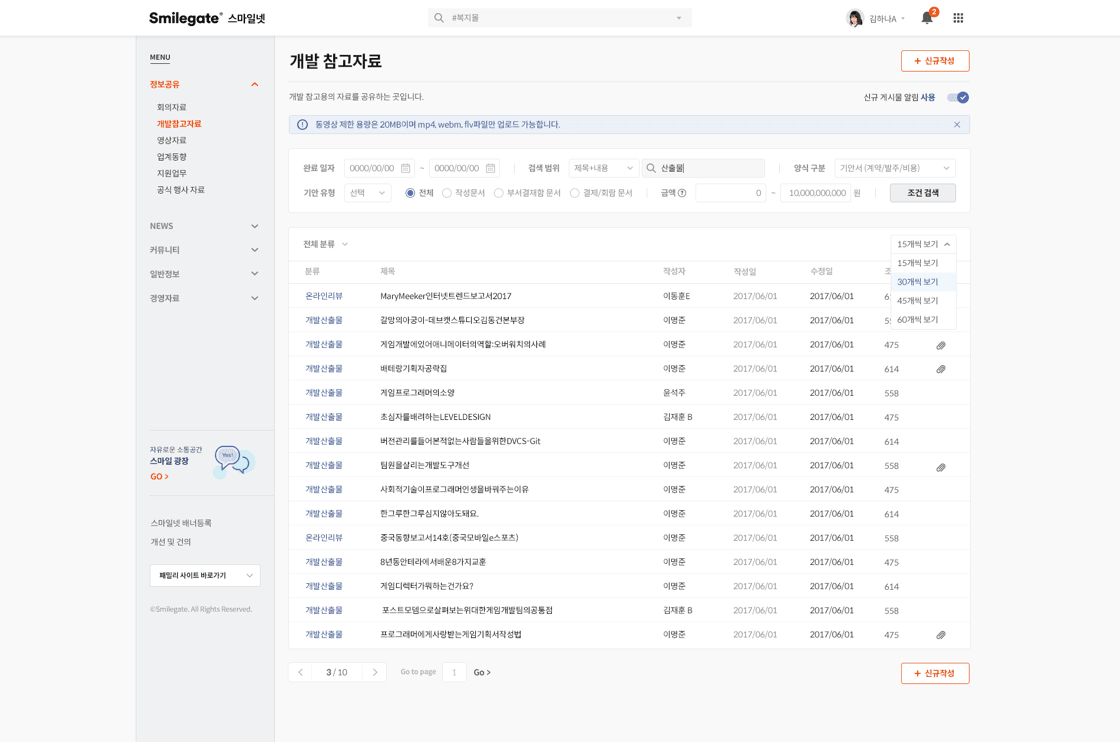 Smilegate® 스마일넷
#복지몰
김하나A
2
MENU
정보공유
회의자료
개발참고자료
영상자료
업계동향
지원업무
공식 행사 자료
NEWS
커뮤니티
일반정보
경영자료
자유로운 소통공간
스마일 광장
GO >
Yes!
스마일넷 배너등록
개선 및 건의
패밀리 사이트 바로가기
©Smilegate. All Rights Reserved.
개발 참고자료
+ 신규작성
개발 참고용의 자료를 공유하는 곳입니다.
신규 게시물 알림 사용
동영상 제한 용량은 20MB이며 mp4, webm, flv파일만 업로드 가능합니다.
완료 일자 0000/00/00 ~ 0000/00/00 검색 범위 제목+내용 산출물 양식 구분 기안서 (계약/발주/비용)
기안 유형 선택 전체 작성문서 부서결재함 문서 결재/회람 문서 금액 ? 0 ~ 10,000,000,000 원 조건 검색
전체 분류
15개씩 보기
15개씩 보기
30개씩 보기
45개씩 보기
60개씩 보기
분류 제목 작성자 작성일 수정일
온라인리뷰 MaryMeeker인터넷트렌드보고서2017 이동훈E 2017/06/01 2017/06/01
개발산출물 갈망의아궁이-데브캣스튜디오김동건본부장 이명준 2017/06/01 2017/06/01
개발산출물 게임개발에있어애니메이터의역할:오버워치의사례 이명준 2017/06/01 2017/06/01 475
개발산출물 베테랑기획자공략집 이명준 2017/06/01 2017/06/01 614
개발산출물 게임프로그래머의소양 윤석주 2017/06/01 2017/06/01 558
개발산출물 초심자를배려하는LEVELDESIGN 김재훈 B 2017/06/01 2017/06/01 475
개발산출물 버전관리를들어본적없는사람들을위한DVCS-Git 이명준 2017/06/01 2017/06/01 614
개발산출물 팀원을살리는개발도구개선 이명준 2017/06/01 2017/06/01 558
개발산출물 사회적기술이프로그래머인생을바꿔주는이유 이명준 2017/06/01 2017/06/01 475
개발산출물 한그루한그루심지않아도돼요. 이명준 2017/06/01 2017/06/01 614
온라인리뷰 중국동향보고서14호(중국모바일e스포츠) 이명준 2017/06/01 2017/06/01 558
개발산출물 8년동안테라에서배운8가지교훈 이명준 2017/06/01 2017/06/01 475
개발산출물 게임디렉터가뭐하는건가요? 이명준 2017/06/01 2017/06/01 614
개발산출물 포스트모템으로살펴보는위대한게임개발팀의공통점 김재훈 B 2017/06/01 2017/06/01 558
개발산출물 프로그래머에게사랑받는게임기획서작성법 이명준 2017/06/01 2017/06/01 475
3 / 10 Go to page 1 Go >
+ 신규작성